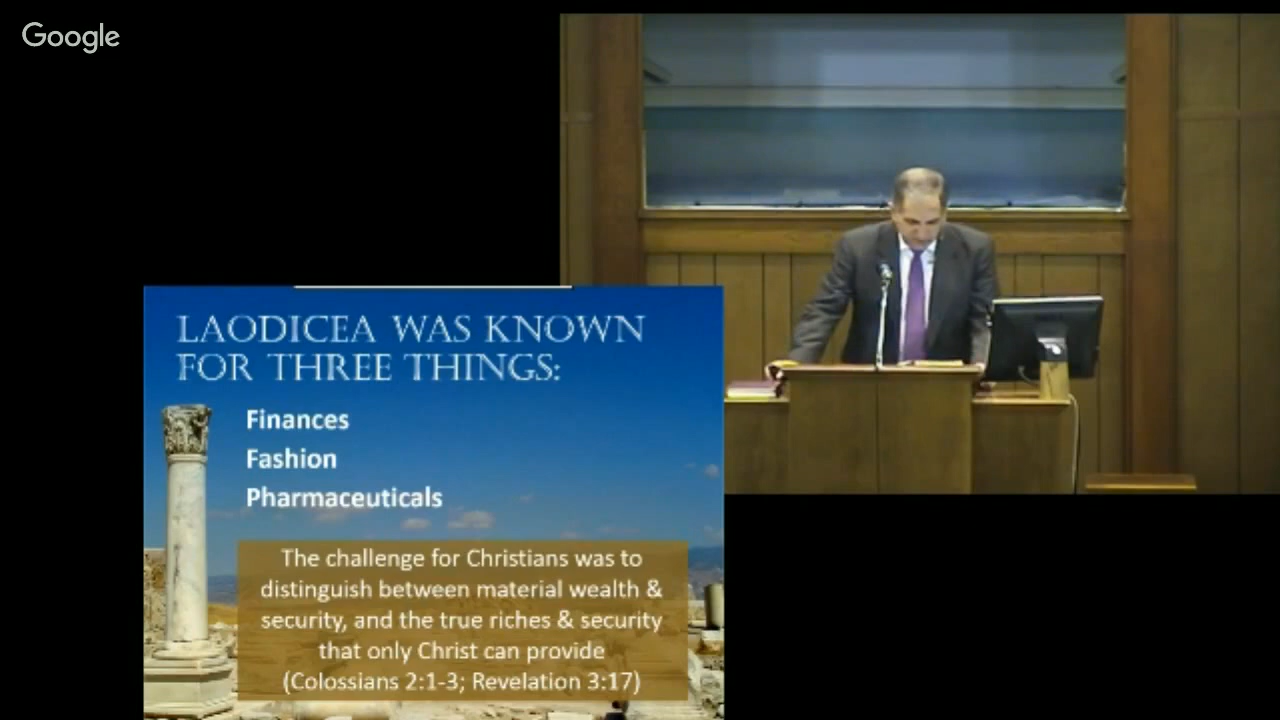 Google
LAODICEA WAS KNOWN
FOR THREE THINGS:
Finances
Fashion
Pharmaceuticals
The challenge for Christians was to
distinguish between material wealth &
security, and the true riches & security
that only Christ can provide
(Colossians 2:1-3; Revelation 3:17)